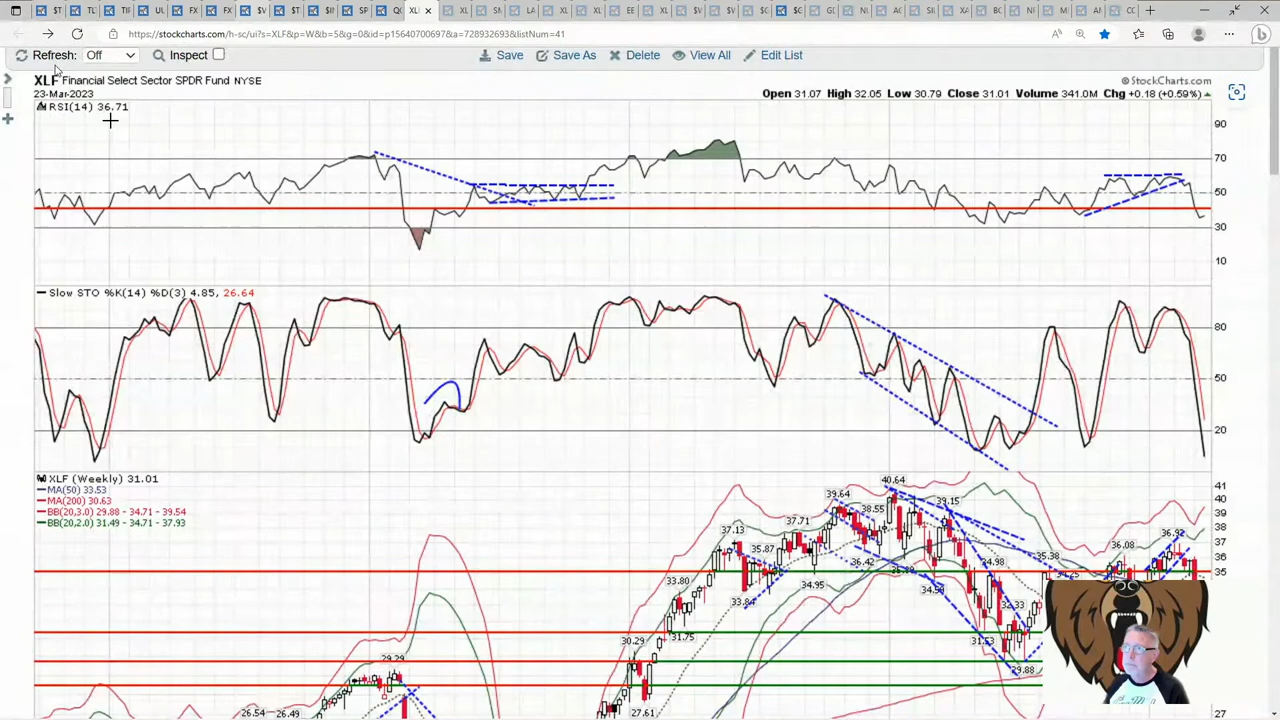 XLF
https://stockcharts.com/h-sc/ui?s=XLF&p=W&b=5&g=0&id=p15640700697&a=728932693&listNum=41
Refresh: Off Inspect Save Save As Delete View All Edit List
XLF Financial Select Sector SPDR Fund NYSE
© StockCharts.com
23-Mar-2023
Open 31.07 High 32.05 Low 30.79 Close 31.01 Volume 341.0M Chg +0.18 (+0.59%)
RSI(14) 36.71
90
70
50
30
10
Slow STO %K(14) %D(3) 4.85, 26.64
80
50
20
XLF (Weekly) 31.01
MA(50) 33.53
MA(200) 30.63
BB(20,3.0) 29.88 - 34.71 - 39.54
BB(20,2.0) 31.49 - 34.71 - 37.93
41
40
39
38
37
36
35
27
40.64
39.64
39.15
38.55
37.71
37.13
36.92
36.08
35.87
35.38
36.42
34.95
33.80
32.33
31.75
31.53
30.29
29.88
29.29
27.61
26.54
26.49